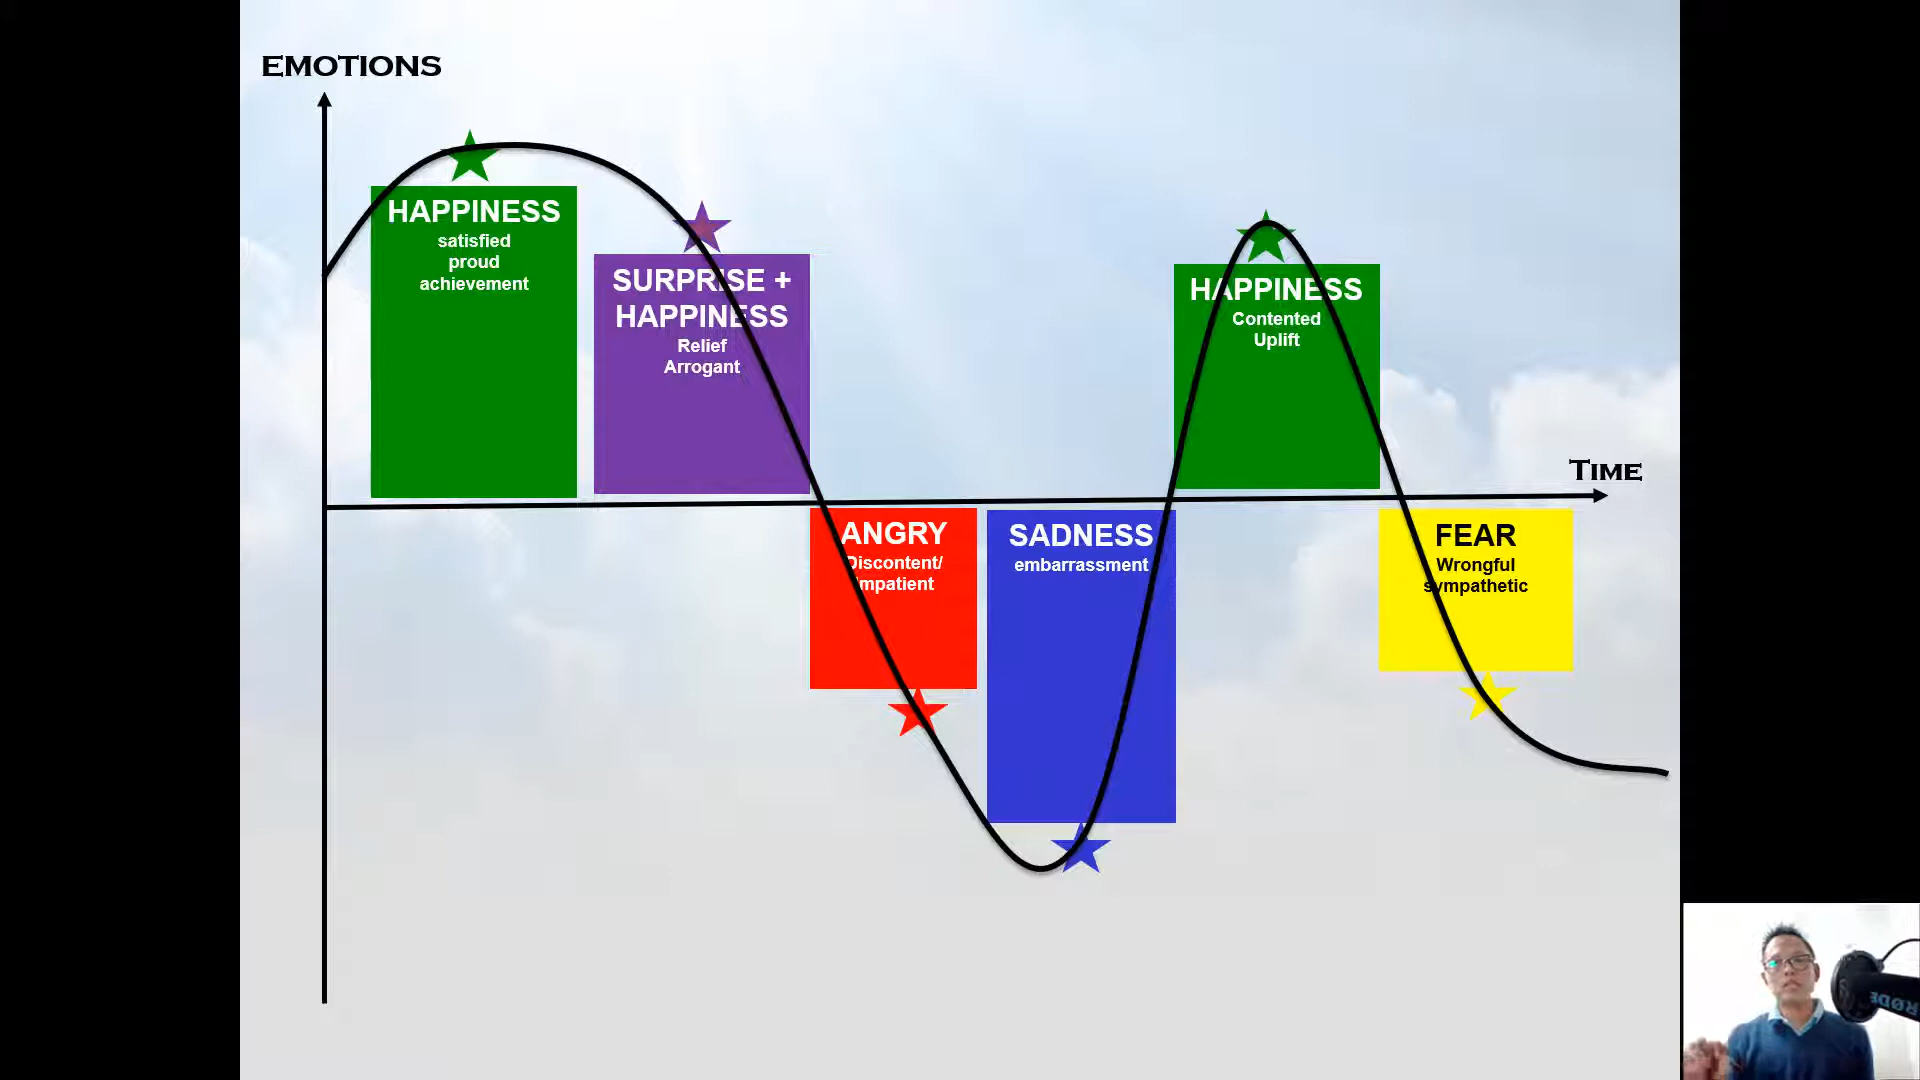 EMOTIONS
HAPPINESS
satisfied
proud
achievement
SURPRISE +
HAPPINESS
Relief
Arrogant
ANGRY
Discontent/
Impatient
SADNESS
embarrassment
HAPPINESS
Contented
Uplift
TIME
FEAR
Wrongful
sympathetic
RØDE